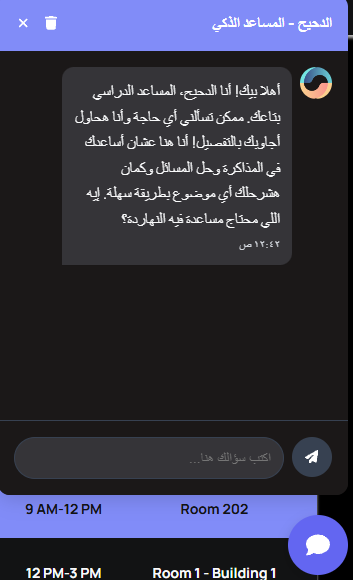 الدحيح - المساعد الذكي
أهلا بيك! أنا الدحيح، المساعد الدراسي
بتاعك. ممكن تسألني أي حاجة وأنا هحاول
أجاوبك بالتفصيل! أنا هنا عشان أساعدك
في المذاكرة وحل المسائل وكمان
هشرحلك أي موضوع بطريقة سهلة. إيه
اللي محتاج مساعدة فيه النهاردة؟
١٢:٤٢ ص
اكتب سؤالك هنا...
9 AM-12 PM Room 202
12 PM-3 PM Room 1 - Building 1